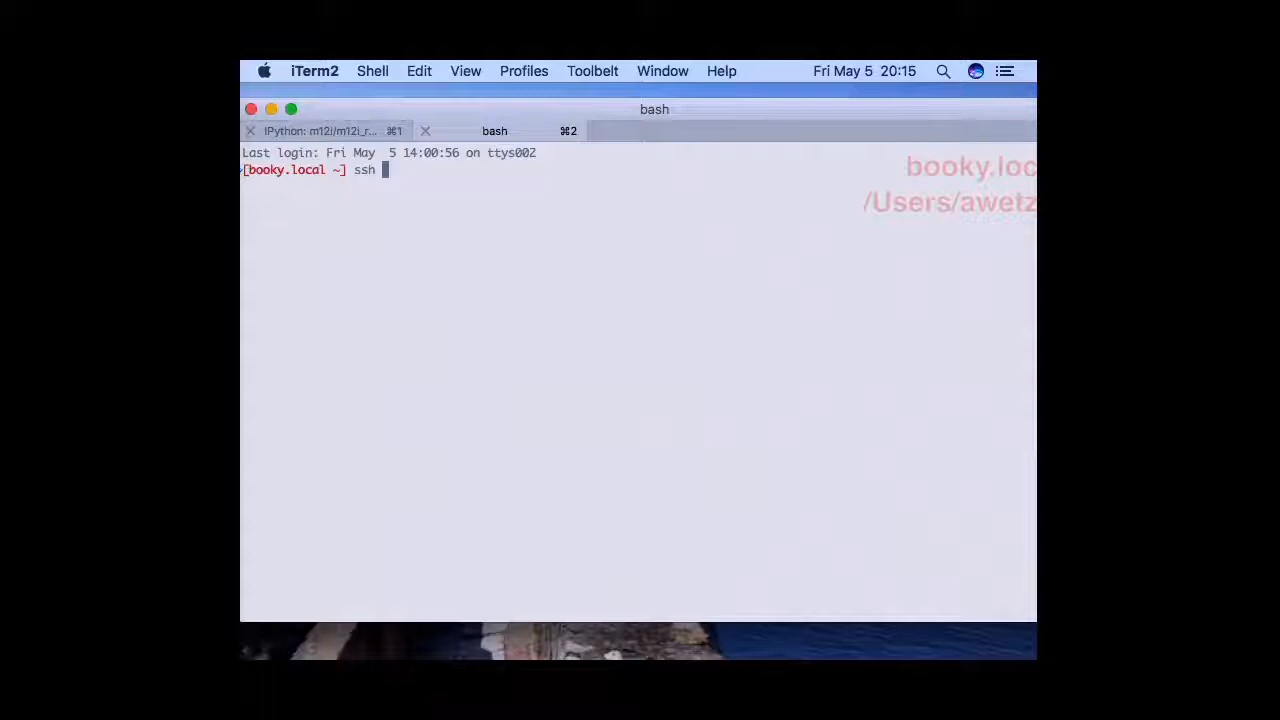 iTerm2 Shell Edit View Profiles Toolbelt Window Help Fri May 5 20:15
bash
IPython: m12i/m12i_r... ⌘1 bash ⌘2
Last login: Fri May  5 14:00:56 on ttys002
[booky.local ~] ssh
booky.loc
/Users/awetz